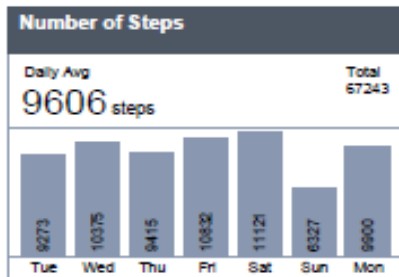 Number of Steps
Daily Avg
9606 steps
Total
67243
9273 10375 9415 10832 11121 6327 9900
Tue Wed Thu Fri Sat Sun Mon